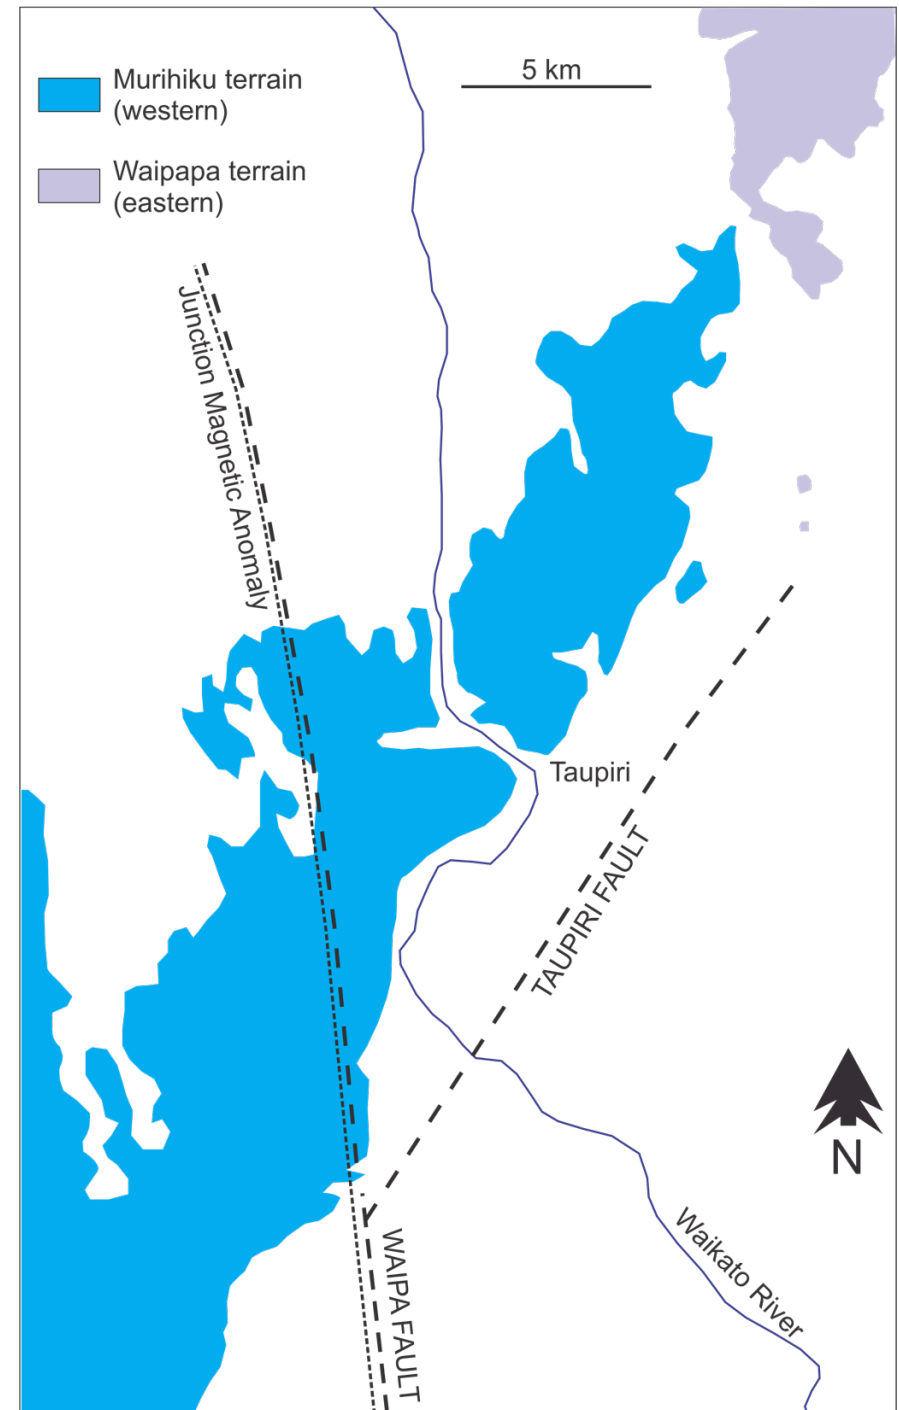 Murihiku terrain
(western)
5 km
Waipapa terrain
(eastern)
Junction Magnetic Anomaly
Taupiri
TAUPIRI FAULT
N
Waikato River
WAIPA FAULT